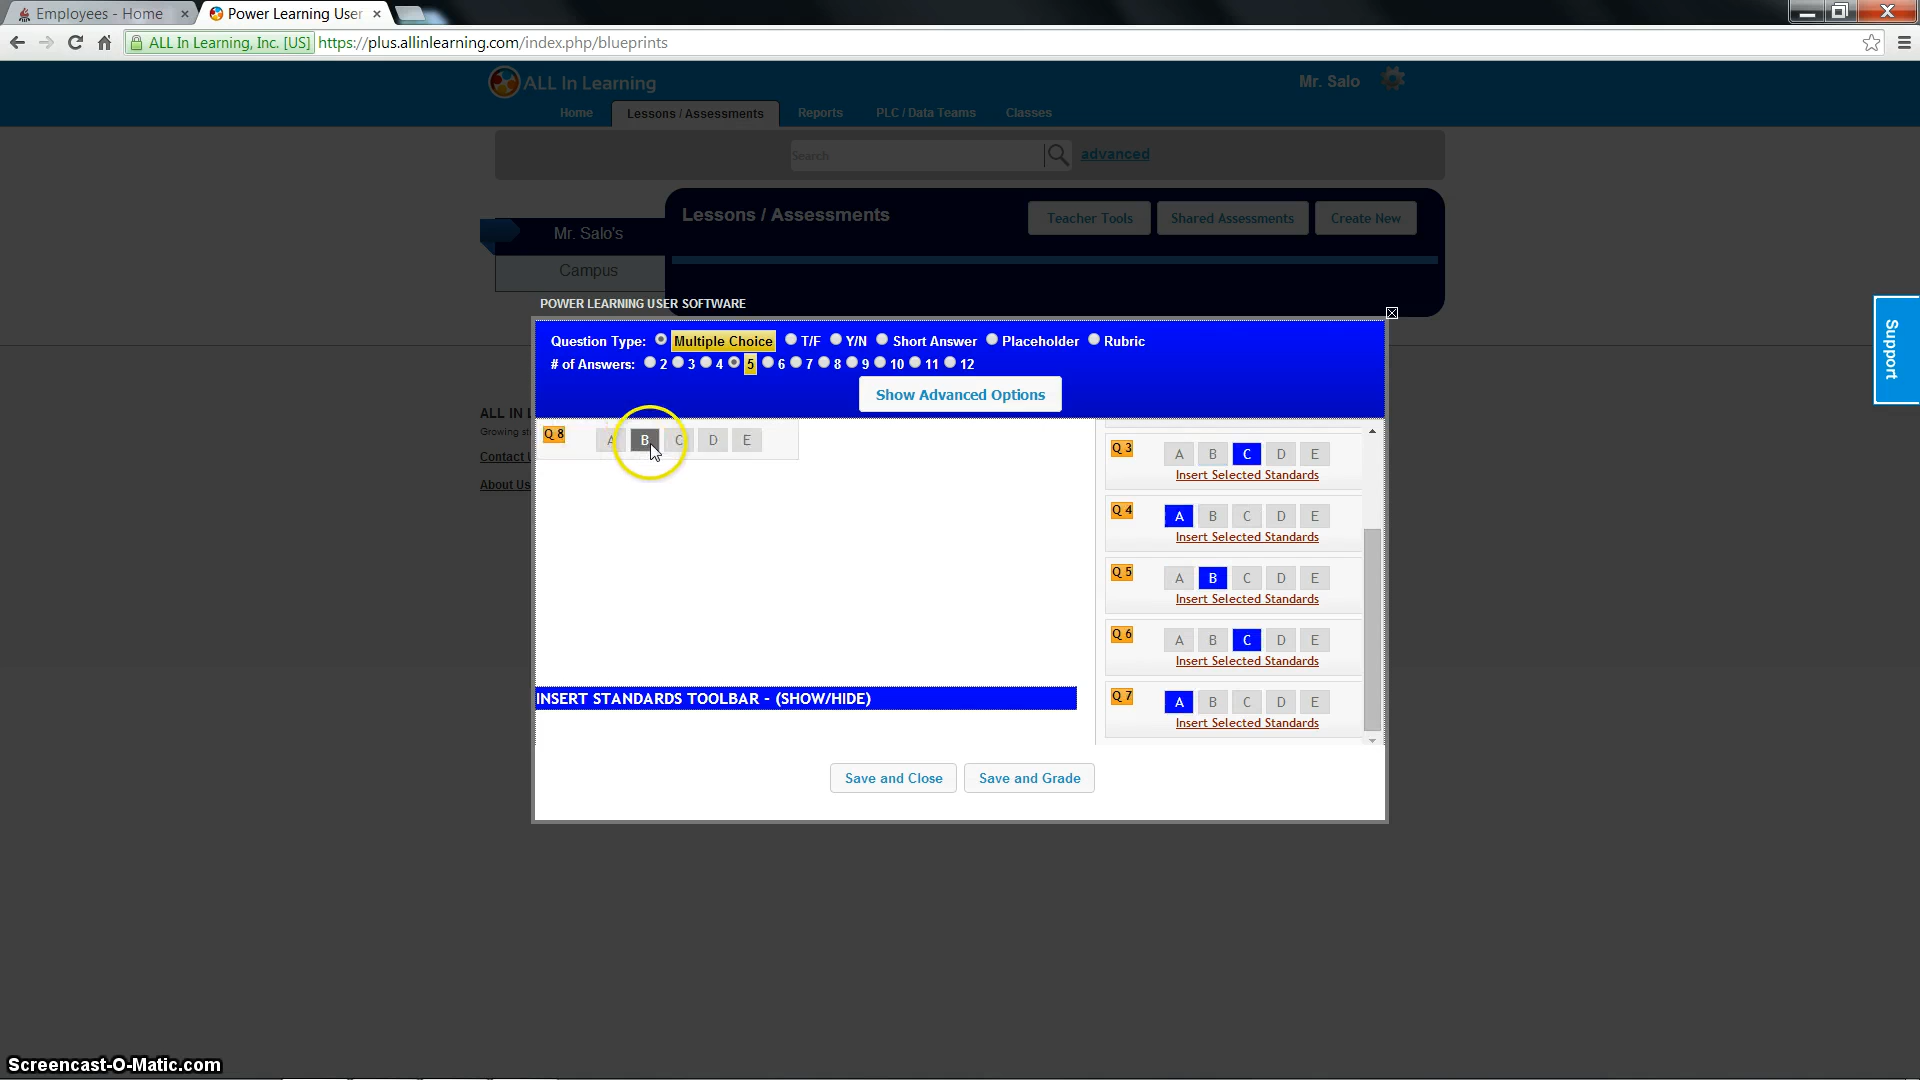 Employees - Home
Power Learning User
ALL In Learning, Inc. [US]
https://plus.allinlearning.com/index.php/blueprints
ALL In Learning
Mr. Salo
Home
Lessons / Assessments
Reports
PLC / Data Teams
Classes
Search
advanced
Lessons / Assessments
Teacher Tools
Shared Assessments
Create New
Mr. Salo's
Campus
POWER LEARNING USER SOFTWARE
Question Type: Multiple Choice T/F Y/N Short Answer Placeholder Rubric
# of Answers: 2 3 4 5 6 7 8 9 10 11 12
Show Advanced Options
ALL IN
Growing
Contact
About Us
Q 8 A B C D E
Q 3 A B C D E
Insert Selected Standards
Q 4 A B C D E
Insert Selected Standards
Q 5 A B C D E
Insert Selected Standards
Q 6 A B C D E
Insert Selected Standards
Q 7 A B C D E
Insert Selected Standards
INSERT STANDARDS TOOLBAR - (SHOW/HIDE)
Save and Close
Save and Grade
Support
Screencast-O-Matic.com